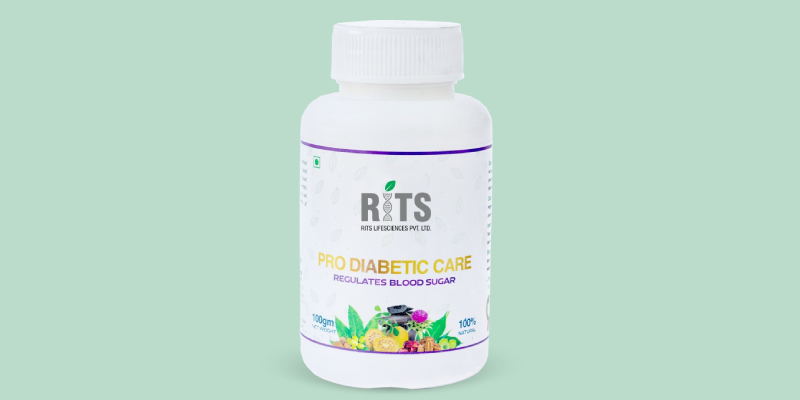 RITS
RITS LIFESCIENCES PVT. LTD.
PRO DIABETIC CARE
REGULATES BLOOD SUGAR
100gm
NET WEIGHT
100%
NATURAL